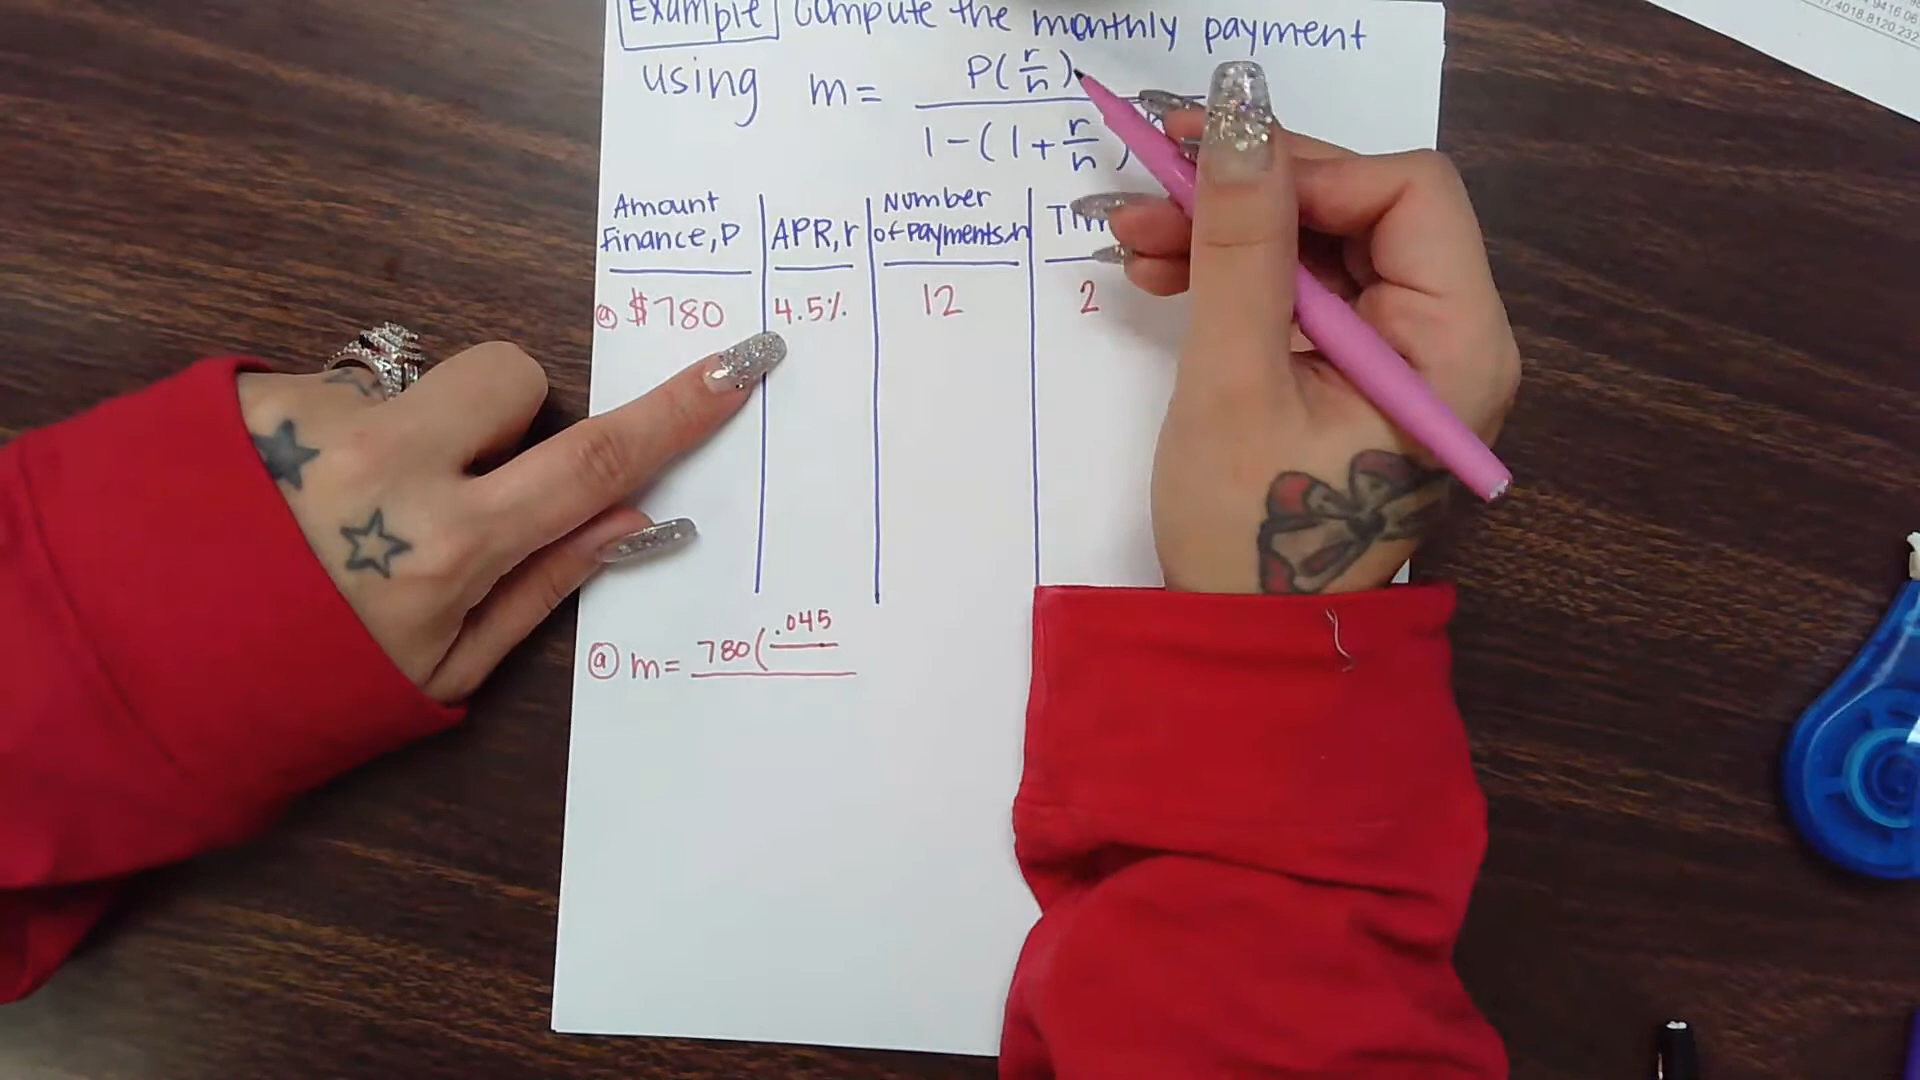 Example Compute the monthly payment
using m = P(r/n)
1-(1+r/n)
Amount Finance, P
APR, r
Number of Payments, n
ⓐ $780 4.5% 12 2
ⓐ m = 780(.045